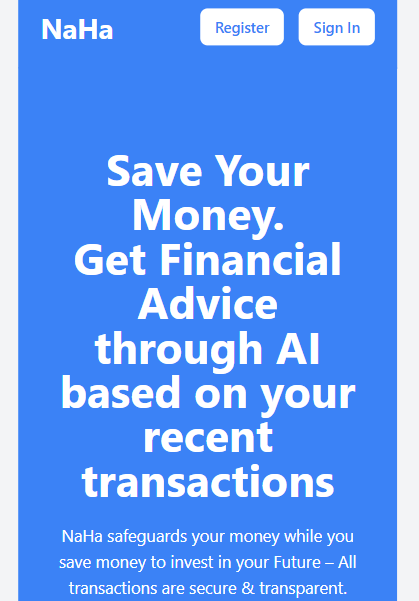 NaHa
Register
Sign In
Save Your
Money.
Get Financial
Advice
through AI
based on your
recent
transactions
NaHa safeguards your money while you
save money to invest in your Future – All
transactions are secure & transparent.